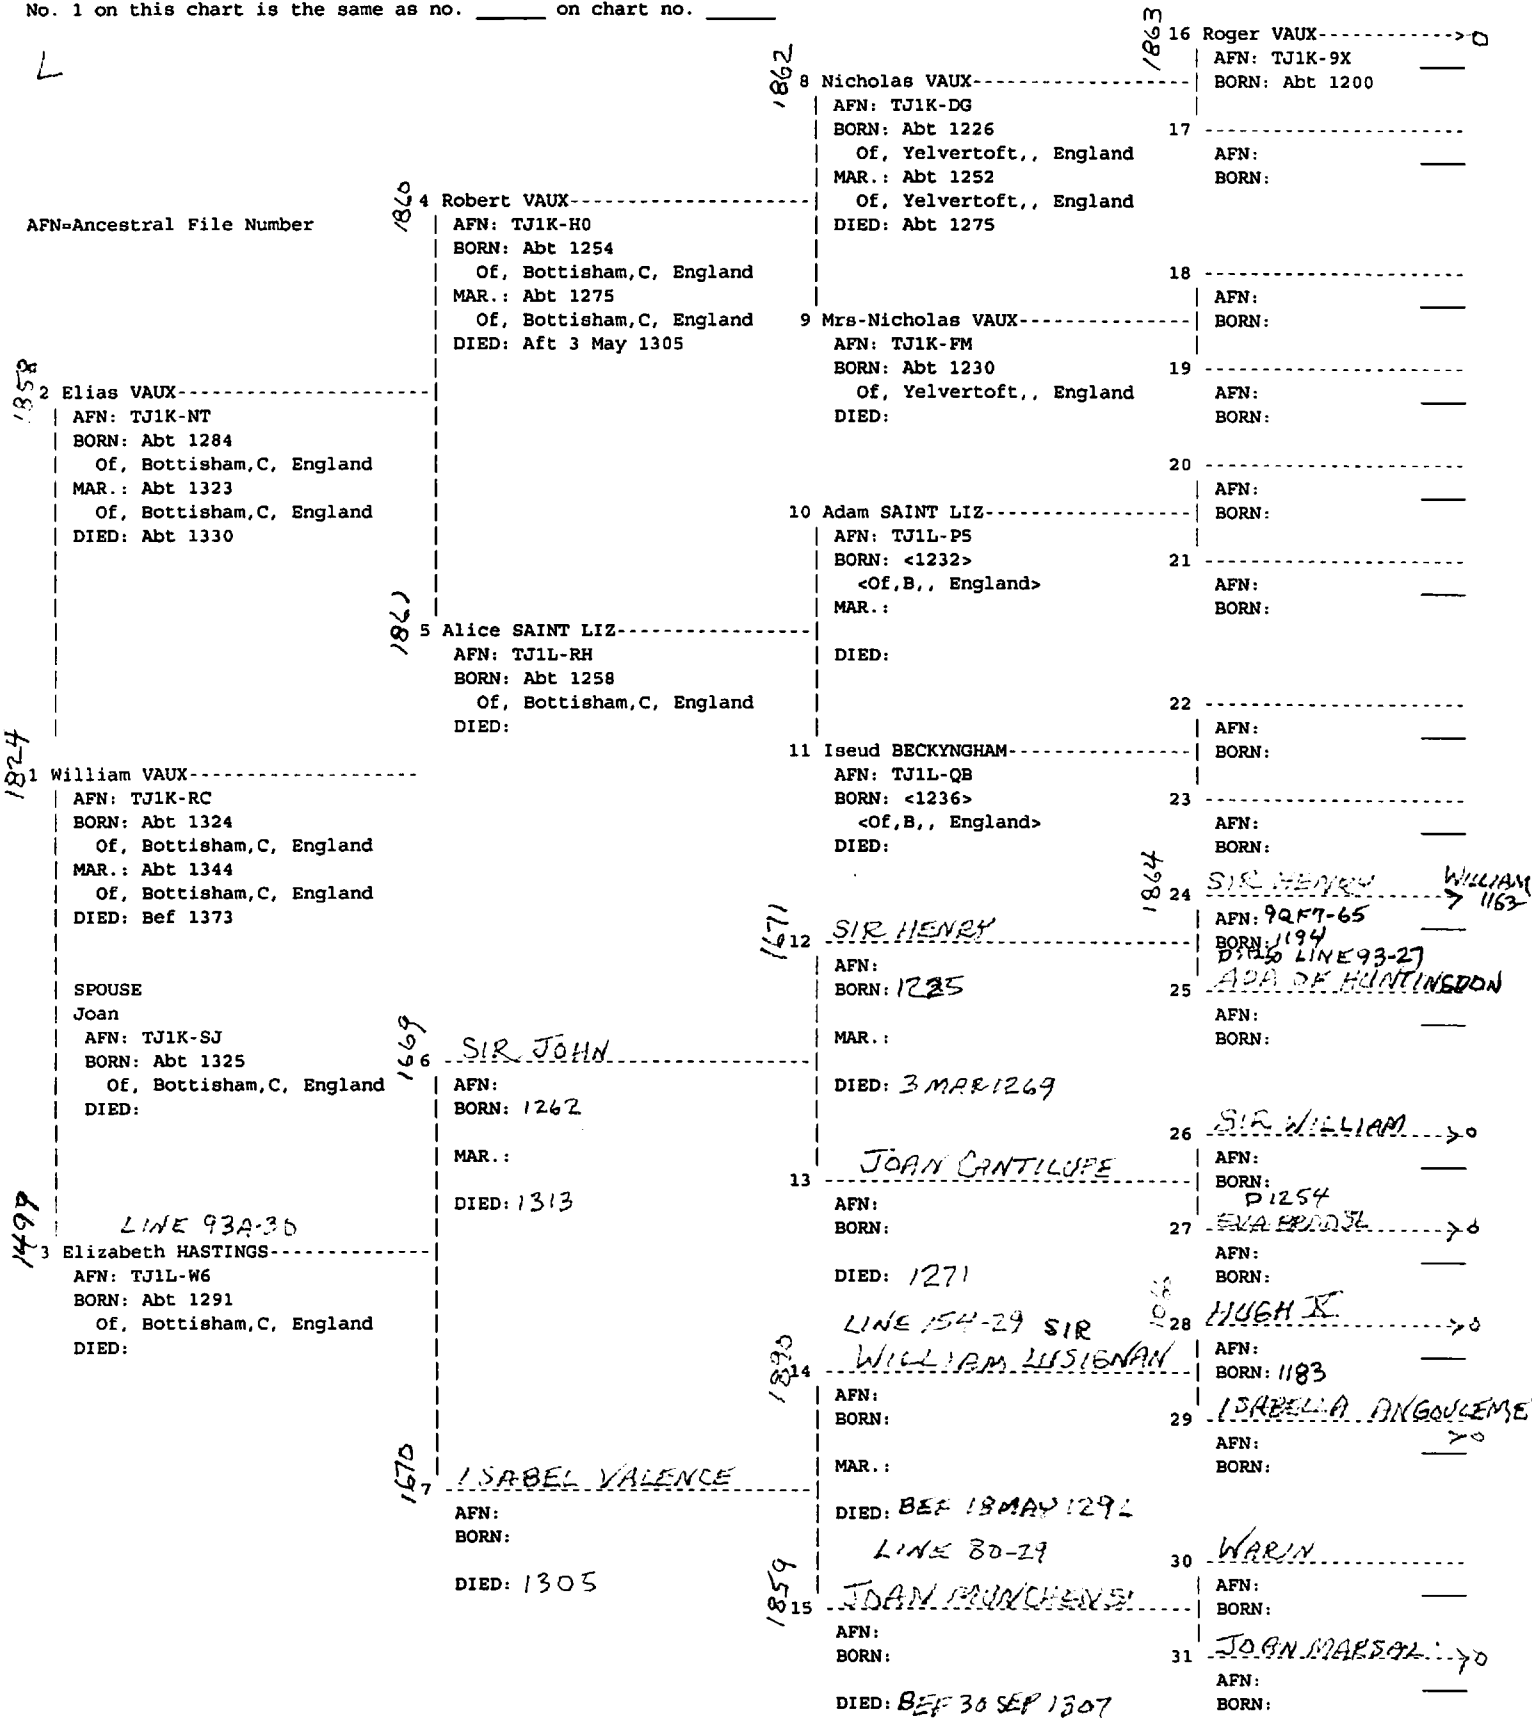 No. 1 on this chart is the same as no. ______ on chart no. ______
L
AFN=Ancestral File Number
1824
1 William VAUX
AFN: TJ1K-RC
BORN: Abt 1324
Of, Bottisham,C, England
MAR.: Abt 1344
Of, Bottisham,C, England
DIED: Bef 1373
SPOUSE
Joan
AFN: TJ1K-SJ
BORN: Abt 1325
Of, Bottisham,C, England
DIED:
1858
2 Elias VAUX
AFN: TJ1K-NT
BORN: Abt 1284
Of, Bottisham,C, England
MAR.: Abt 1323
Of, Bottisham,C, England
DIED: Abt 1330
1499
LINE 93A-30
3 Elizabeth HASTINGS
AFN: TJ1L-W6
BORN: Abt 1291
Of, Bottisham,C, England
DIED:
1860
4 Robert VAUX
AFN: TJ1K-H0
BORN: Abt 1254
Of, Bottisham,C, England
MAR.: Abt 1275
Of, Bottisham,C, England
DIED: Aft 3 May 1305
1861
5 Alice SAINT LIZ
AFN: TJ1L-RH
BORN: Abt 1258
Of, Bottisham,C, England
DIED:
1669
6 SIR JOHN
AFN:
BORN: 1262
MAR.:
DIED: 1313
1670
7 ISABEL VALENCE
AFN:
BORN:
DIED: 1305
1862
8 Nicholas VAUX
AFN: TJ1K-DG
BORN: Abt 1226
Of, Yelvertoft,, England
MAR.: Abt 1252
Of, Yelvertoft,, England
DIED: Abt 1275
9 Mrs-Nicholas VAUX
AFN: TJ1K-FM
BORN: Abt 1230
Of, Yelvertoft,, England
DIED:
10 Adam SAINT LIZ
AFN: TJ1L-PS
BORN: <1232>
<Of,B,, England>
MAR.:
DIED:
11 Iseud BECKYNGHAM
AFN: TJ1L-QB
BORN: <1236>
<Of,B,, England>
DIED:
1671
12 SIR HENRY
AFN:
BORN: 1235
MAR.:
DIED: 3 MAR 1269
13 JOAN CANTILUPE
AFN:
BORN:
DIED: 1271
LINE 154-29 SIR
1890
14 WILLIAM LUSIGNAN
AFN:
BORN:
MAR.:
DIED: BEF 18 MAY 1296
LINE 80-29
1859
15 JOAN MUNCHENSI
AFN:
BORN:
DIED: BEF 30 SEP 1307
1863
16 Roger VAUX
AFN: TJ1K-9X
BORN: Abt 1200
17
AFN:
BORN:
18
AFN:
BORN:
19
AFN:
BORN:
20
AFN:
BORN:
21
AFN:
BORN:
22
AFN:
BORN:
23
AFN:
BORN:
1864
24 SIR HENRY WILLIAM 1163
AFN: 9QF7-65
BORN: 1194
LINE 93-27
25 ADA OF HUNTINGDON
AFN:
BORN:
26 SIR WILLIAM
AFN:
BORN:
D 1254
27 EVA
AFN:
BORN:
28 HUGH X
AFN:
BORN: 1183
29 ISABELLA ANGOULEME
AFN:
BORN:
30 WARIN
AFN:
BORN:
31 JOAN MARSAL
AFN:
BORN: